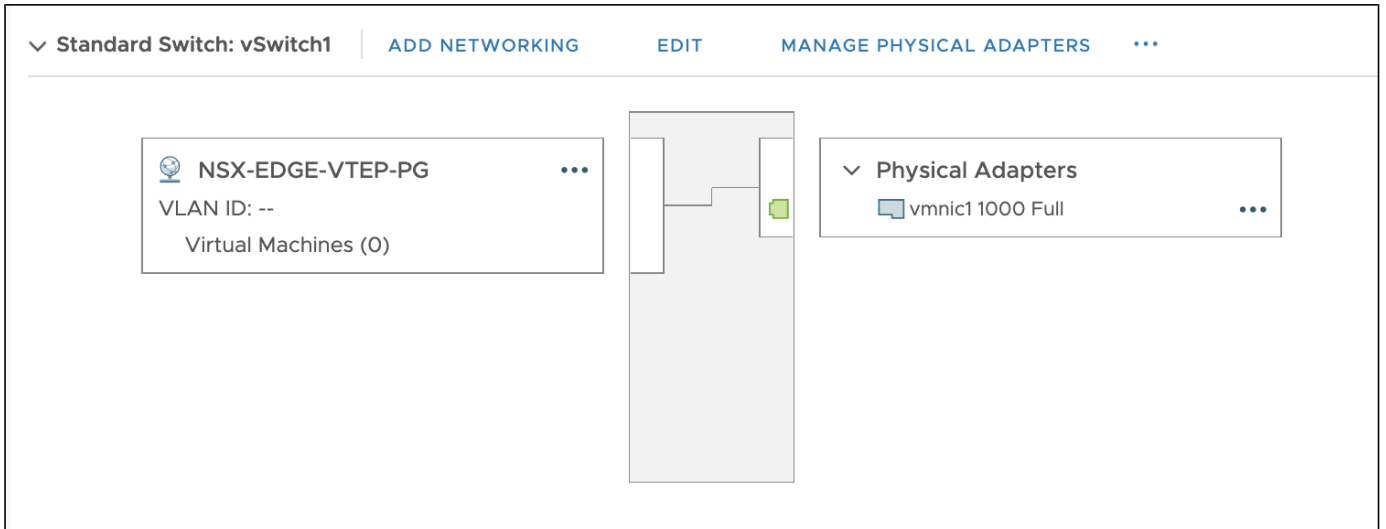 Standard Switch: vSwitch1 ADD NETWORKING EDIT MANAGE PHYSICAL ADAPTERS ...
NSX-EDGE-VTEP-PG ...
VLAN ID: --
Virtual Machines (0)
Physical Adapters
vmnic1 1000 Full ...